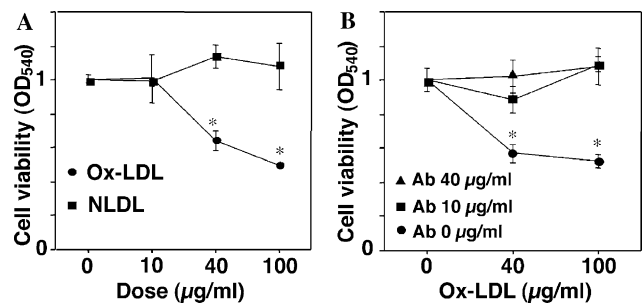 A
Cell viability (OD540)
1
0
*
*
Ox-LDL
NLDL
0 10 40 100
Dose (µg/ml)
B
Cell viability (OD540)
1
0
*
*
Ab 40 µg/ml
Ab 10 µg/ml
Ab 0 µg/ml
0 40 100
Ox-LDL (µg/ml)